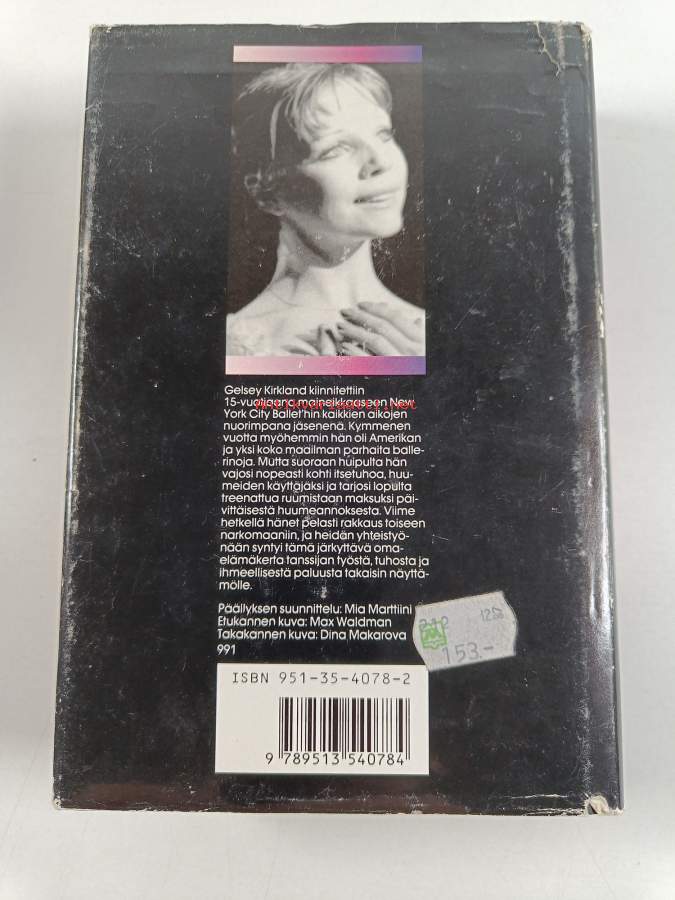 Gelsey Kirkland kiinnitettiin
15-vuotiaana maineikkaaseen New
York City Ballet'hin kaikkien aikojen
nuorimpana jäsenenä. Kymmenen
vuotta myöhemmin hän oli Amerikan
ja yksi koko maailman parhaita balle-
rinoja. Mutta suoraan huipulta hän
vajosi nopeasti kohti itsetuhoa, huu-
meiden käyttäjäksi ja tarjosi lopulta
treenattua ruumistaan maksuksi päi-
vittäisestä huumeannoksesta. Viime
hetkellä hänet pelasti rakkaus toiseen
narkomaaniin, ja heidän yhteistyö-
nään syntyi tämä järkyttävä oma-
elämäkerta tanssijan työstä, tuhosta ja
ihmeellisestä paluusta takaisin näyttä-
mölle.
Päällyksen suunnittelu: Mia Marttiini
Etukannen kuva: Max Waldman
Takakannen kuva: Dina Makarova
991
153.-
ISBN 951-35-4078-2
9 789513 540784